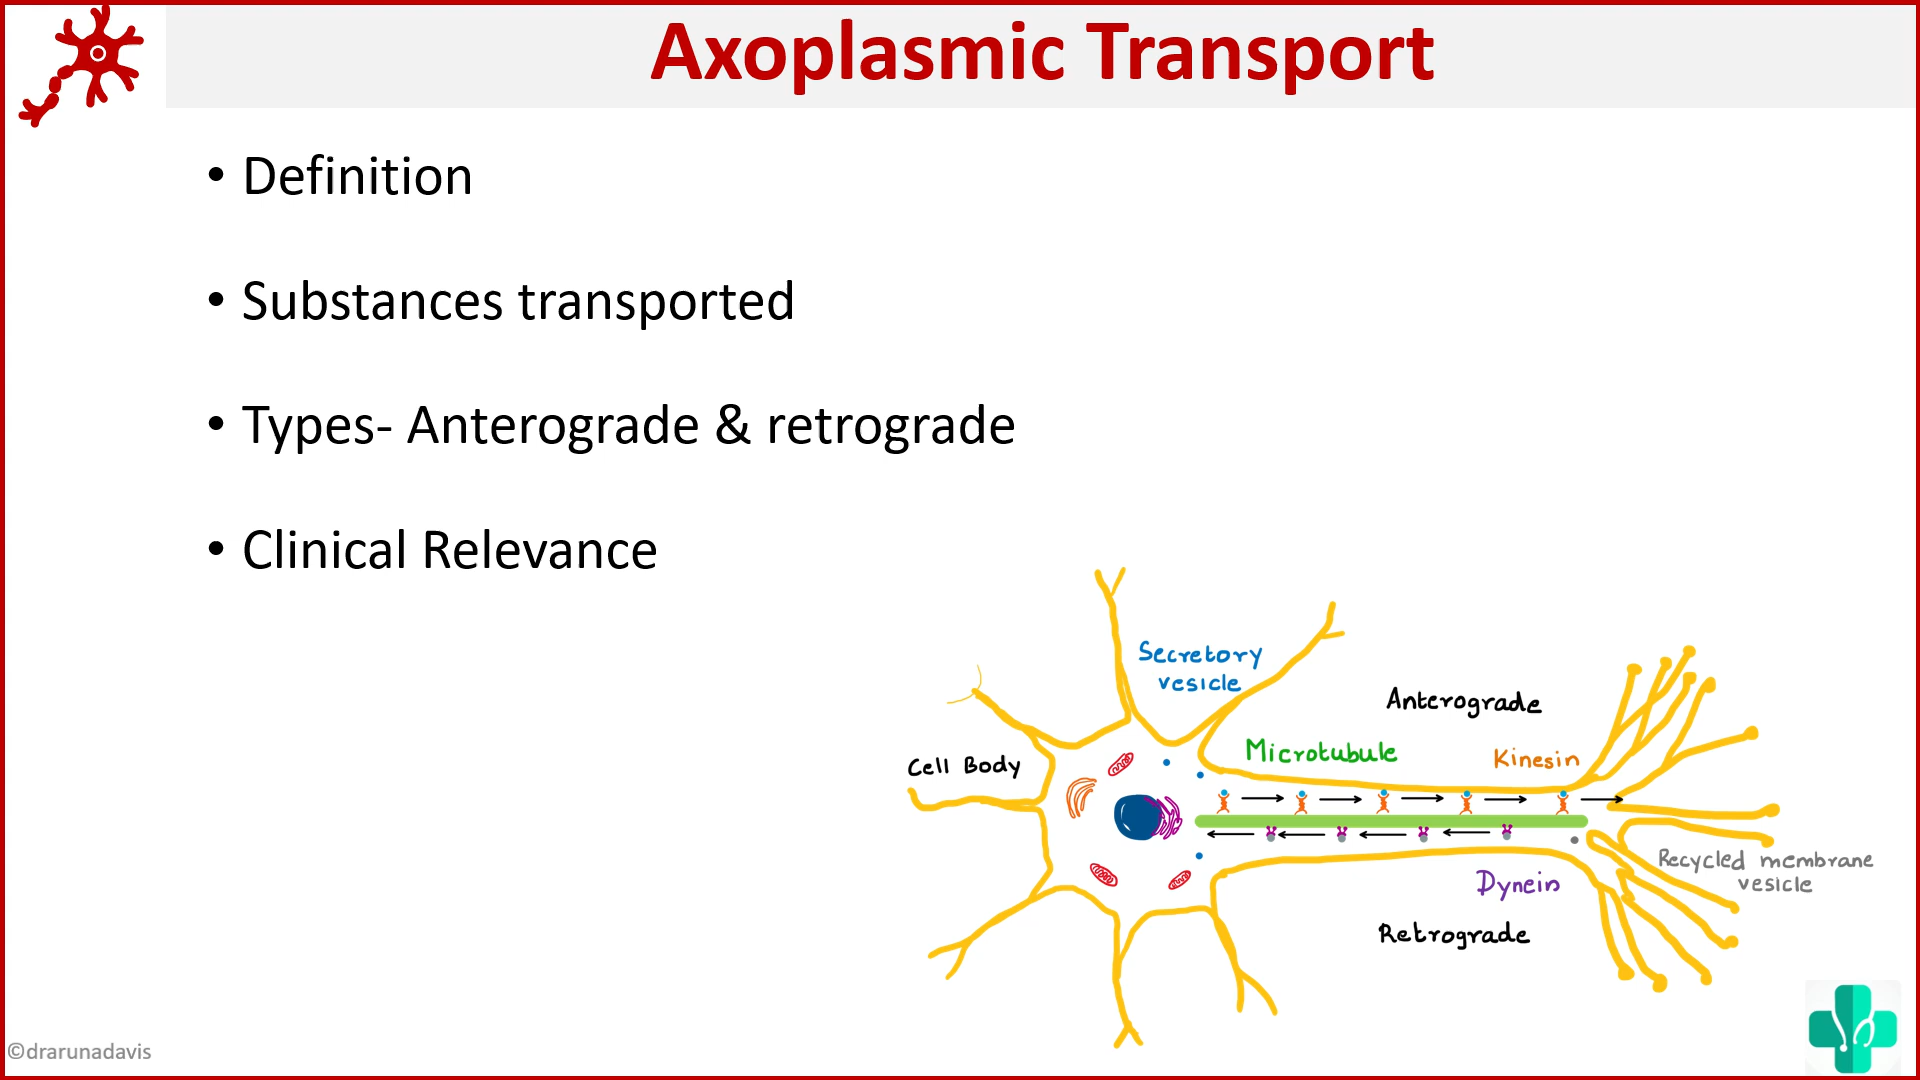 Axoplasmic Transport
• Definition
• Substances transported
• Types- Anterograde & retrograde
• Clinical Relevance
Secretory
vesicle
Anterograde
Microtubule
Kinesin
Cell Body
Recycled membrane
vesicle
Dynein
Retrograde
©drarunadavis